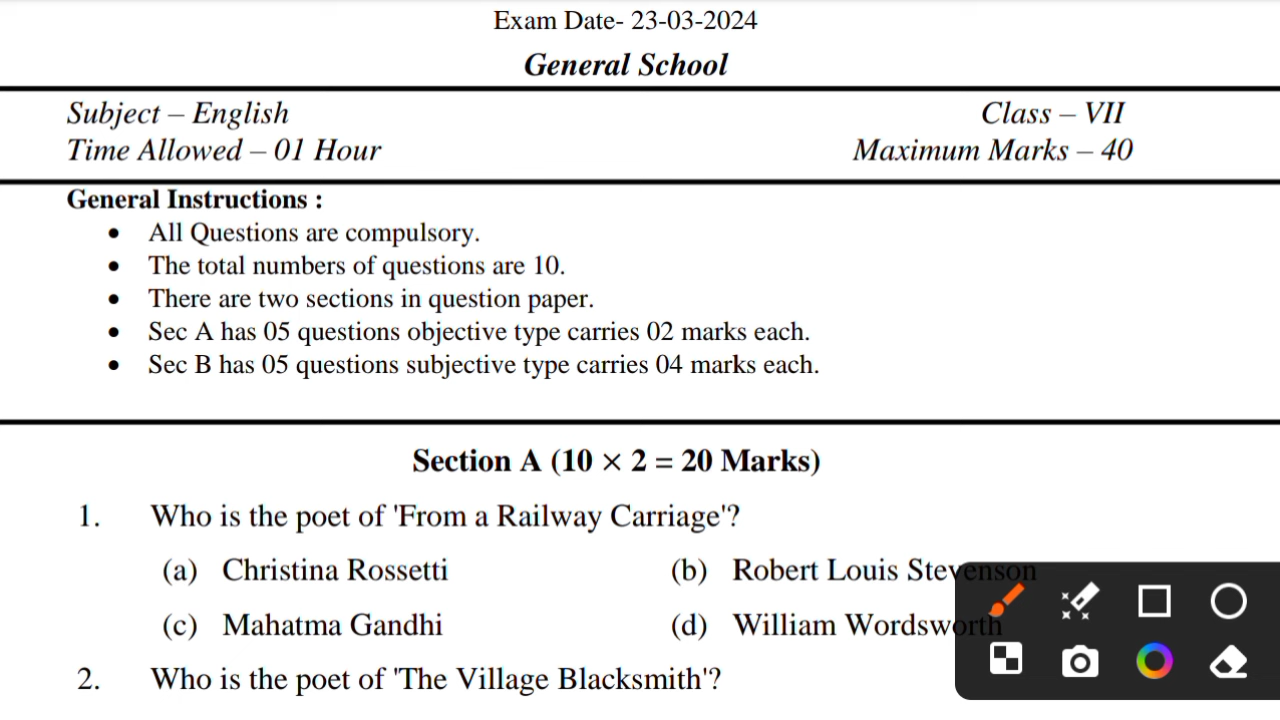 Exam Date- 23-03-2024
General School
Subject – English Class – VII
Time Allowed – 01 Hour Maximum Marks – 40
General Instructions :
• All Questions are compulsory.
• The total numbers of questions are 10.
• There are two sections in question paper.
• Sec A has 05 questions objective type carries 02 marks each.
• Sec B has 05 questions subjective type carries 04 marks each.
Section A (10 × 2 = 20 Marks)
1. Who is the poet of 'From a Railway Carriage'?
(a) Christina Rossetti (b) Robert Louis Stevenson
(c) Mahatma Gandhi (d) William Wordsworth
2. Who is the poet of 'The Village Blacksmith'?